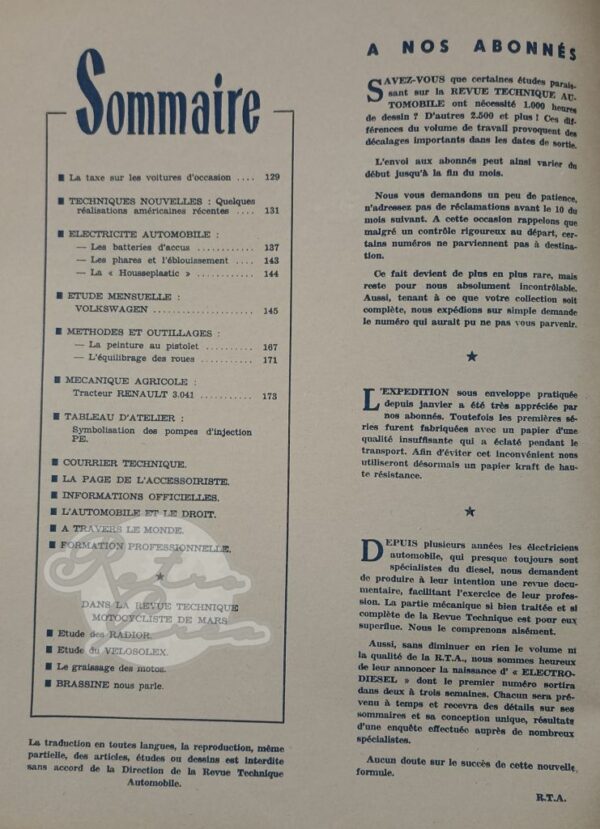 Sommaire
■ La taxe sur les voitures d'occasion .... 129
■ TECHNIQUES NOUVELLES : Quelques
réalisations américaines récentes .... 131
■ ELECTRICITE AUTOMOBILE :
— Les batteries d'accus ............ 137
— Les phares et l'éblouissement .... 143
— La « Housseplastic » ............ 144
■ ETUDE MENSUELLE :
VOLKSWAGEN ................... 145
■ METHODES ET OUTILLAGES :
— La peinture au pistolet .......... 167
— L'équilibrage des roues .......... 171
■ MECANIQUE AGRICOLE :
Tracteur RENAULT 3.041 ........... 173
■ TABLEAU D'ATELIER :
Symbolisation des pompes d'injection
PE.
■ COURRIER TECHNIQUE.
■ LA PAGE DE L'ACCESSOIRISTE.
■ INFORMATIONS OFFICIELLES.
■ L'AUTOMOBILE ET LE DROIT.
■ A TRAVERS LE MONDE.
■ FORMATION PROFESSIONNELLE.
★
DANS LA REVUE TECHNIQUE
MOTOCYCLISTE DE MARS
■ Etude des RADIOR.
■ Etude du VELOSOLEX.
■ Le graissage des motos.
■ BRASSINE nous parle.
La traduction en toutes langues, la reproduction, même
partielle, des articles, études ou dessins est interdite
sans accord de la Direction de la Revue Technique
Automobile.
A NOS ABONNÉS
SAVEZ-VOUS que certaines études parais-
sant sur la REVUE TECHNIQUE AU-
TOMOBILE ont nécessité 1.000 heures
de dessin ? D'autres 2.500 et plus ! Ces dif-
férences du volume de travail provoquent des
décalages importants dans les dates de sortie.
L'envoi aux abonnés peut ainsi varier du
début jusqu'à la fin du mois.
Nous vous demandons un peu de patience,
n'adressez pas de réclamations avant le 10 du
mois suivant. A cette occasion rappelons que
malgré un contrôle rigoureux au départ, cer-
tains numéros ne parviennent pas à destina-
tion.
Ce fait devient de plus en plus rare, mais
reste pour nous absolument incontrôlable.
Aussi, tenant à ce que votre collection soit
complète, nous expédions sur simple demande
le numéro qui aurait pu ne pas vous parvenir.
★
L'EXPEDITION sous enveloppe pratiquée
depuis janvier a été très appréciée par
nos abonnés. Toutefois les premières sé-
ries furent fabriquées avec un papier d'une
qualité insuffisante qui a éclaté pendant le
transport. Afin d'éviter cet inconvénient nous
utiliseront désormais un papier kraft de hau-
te résistance.
★
DEPUIS plusieurs années les électriciens
automobile, qui presque toujours sont
spécialistes du diesel, nous demandent
de produire à leur intention une revue docu-
mentaire, facilitant l'exercice de leur profes-
sion. La partie mécanique si bien traitée et si
complète de la Revue Technique est pour eux
superflue. Nous le comprenons aisément.
Aussi, sans diminuer en rien le volume ni
la qualité de la R.T.A., nous sommes heureux
de leur annoncer la naissance d' « ELECTRO-
DIESEL » dont le premier numéro sortira
dans deux à trois semaines. Chacun sera pré-
venu à temps et recevra des détails sur ses
sommaires et sa conception unique, résultats
d'une enquête effectuée auprès de nombreux
spécialistes.
Aucun doute sur le succès de cette nouvelle
formule.
R.T.A.